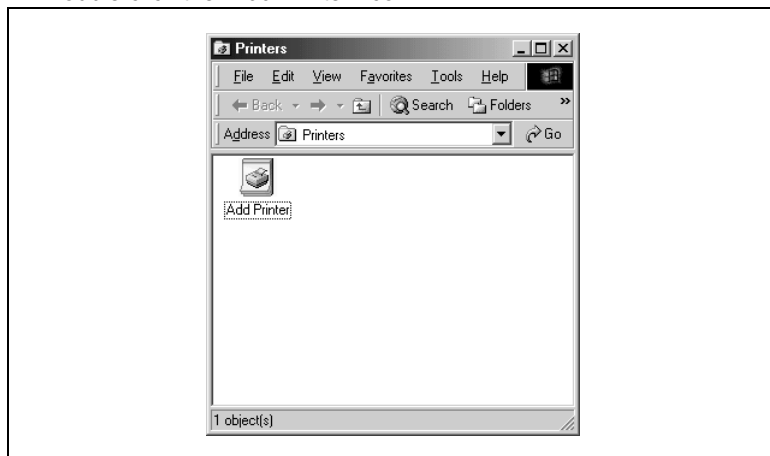 Printers
File Edit View Favorites Tools Help
Back Search Folders »
Address Printers Go
Add Printer
1 object(s)